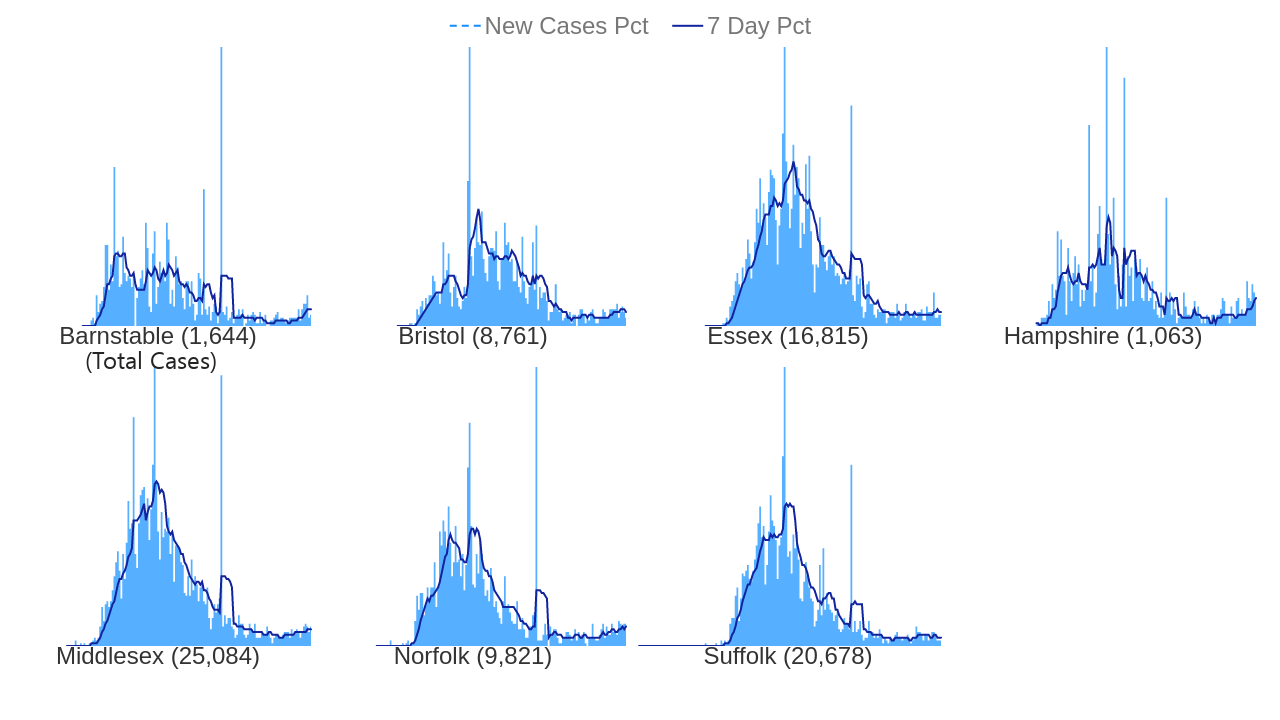 New Cases Pct 7 Day Pct
Barnstable (1,644)
(Total Cases)
Bristol (8,761)
Essex (16,815)
Hampshire (1,063)
Middlesex (25,084)
Norfolk (9,821)
Suffolk (20,678)